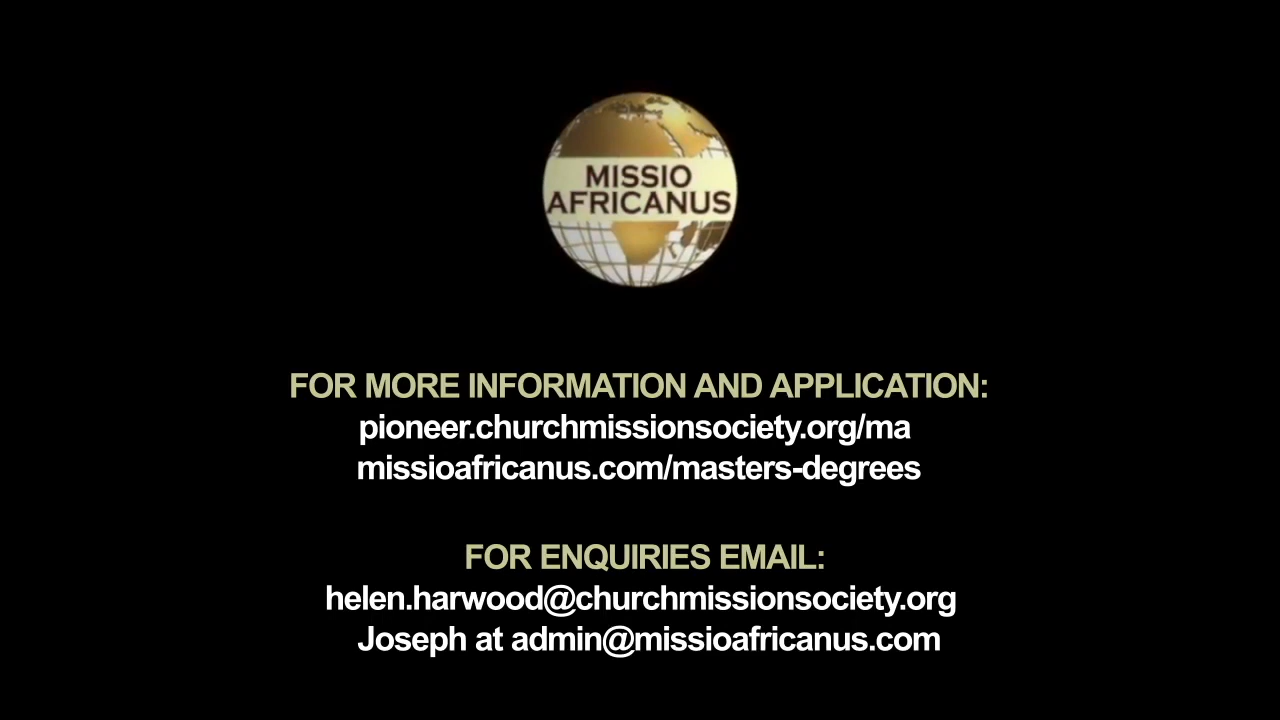 MISSIO
AFRICANUS
FOR MORE INFORMATION AND APPLICATION:
pioneer.churchmissionsociety.org/ma
missioafricanus.com/masters-degrees
FOR ENQUIRIES EMAIL:
helen.harwood@churchmissionsociety.org
Joseph at admin@missioafricanus.com